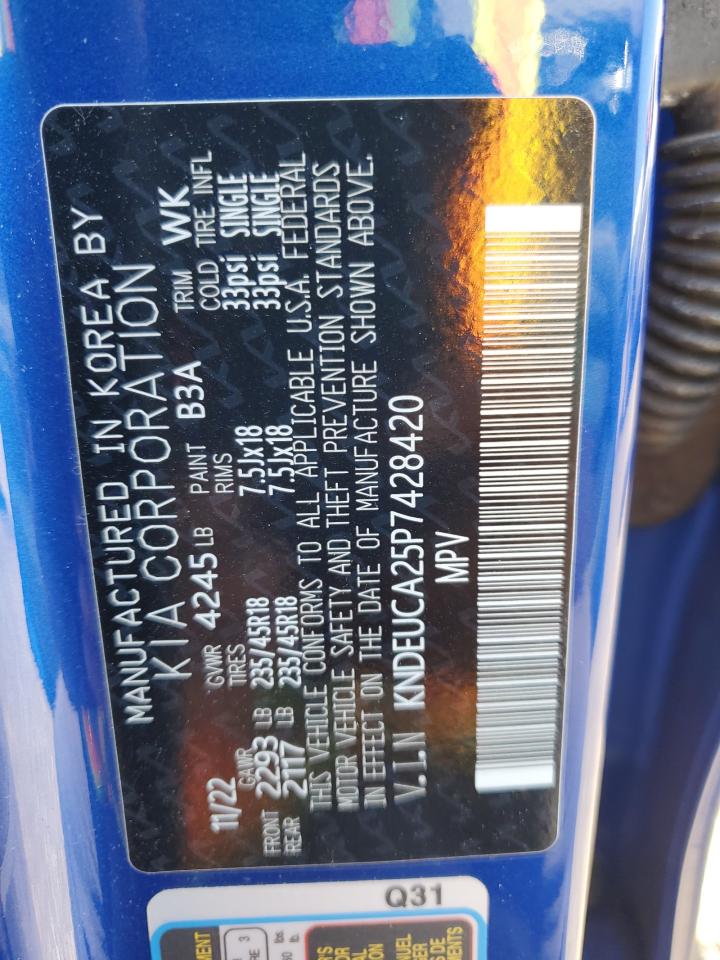 MANUFACTURED IN KOREA BY
KIA CORPORATION
11/22 GVWR 4245 LB PAINT B3A TRIM WK
GAWR TIRES RIMS COLD TIRE INFL
FRONT 2293 LB 235/45R18 7.5Jx18 33psi SINGLE
REAR 2117 LB 235/45R18 7.5Jx18 33psi SINGLE
THIS VEHICLE CONFORMS TO ALL APPLICABLE U.S.A. FEDERAL
MOTOR VEHICLE SAFETY AND THEFT PREVENTION STANDARDS
IN EFFECT ON THE DATE OF MANUFACTURE SHOWN ABOVE.
V.I.N KNDEUCA25P7428420
MPV
Q31
3
lbs.
lb.